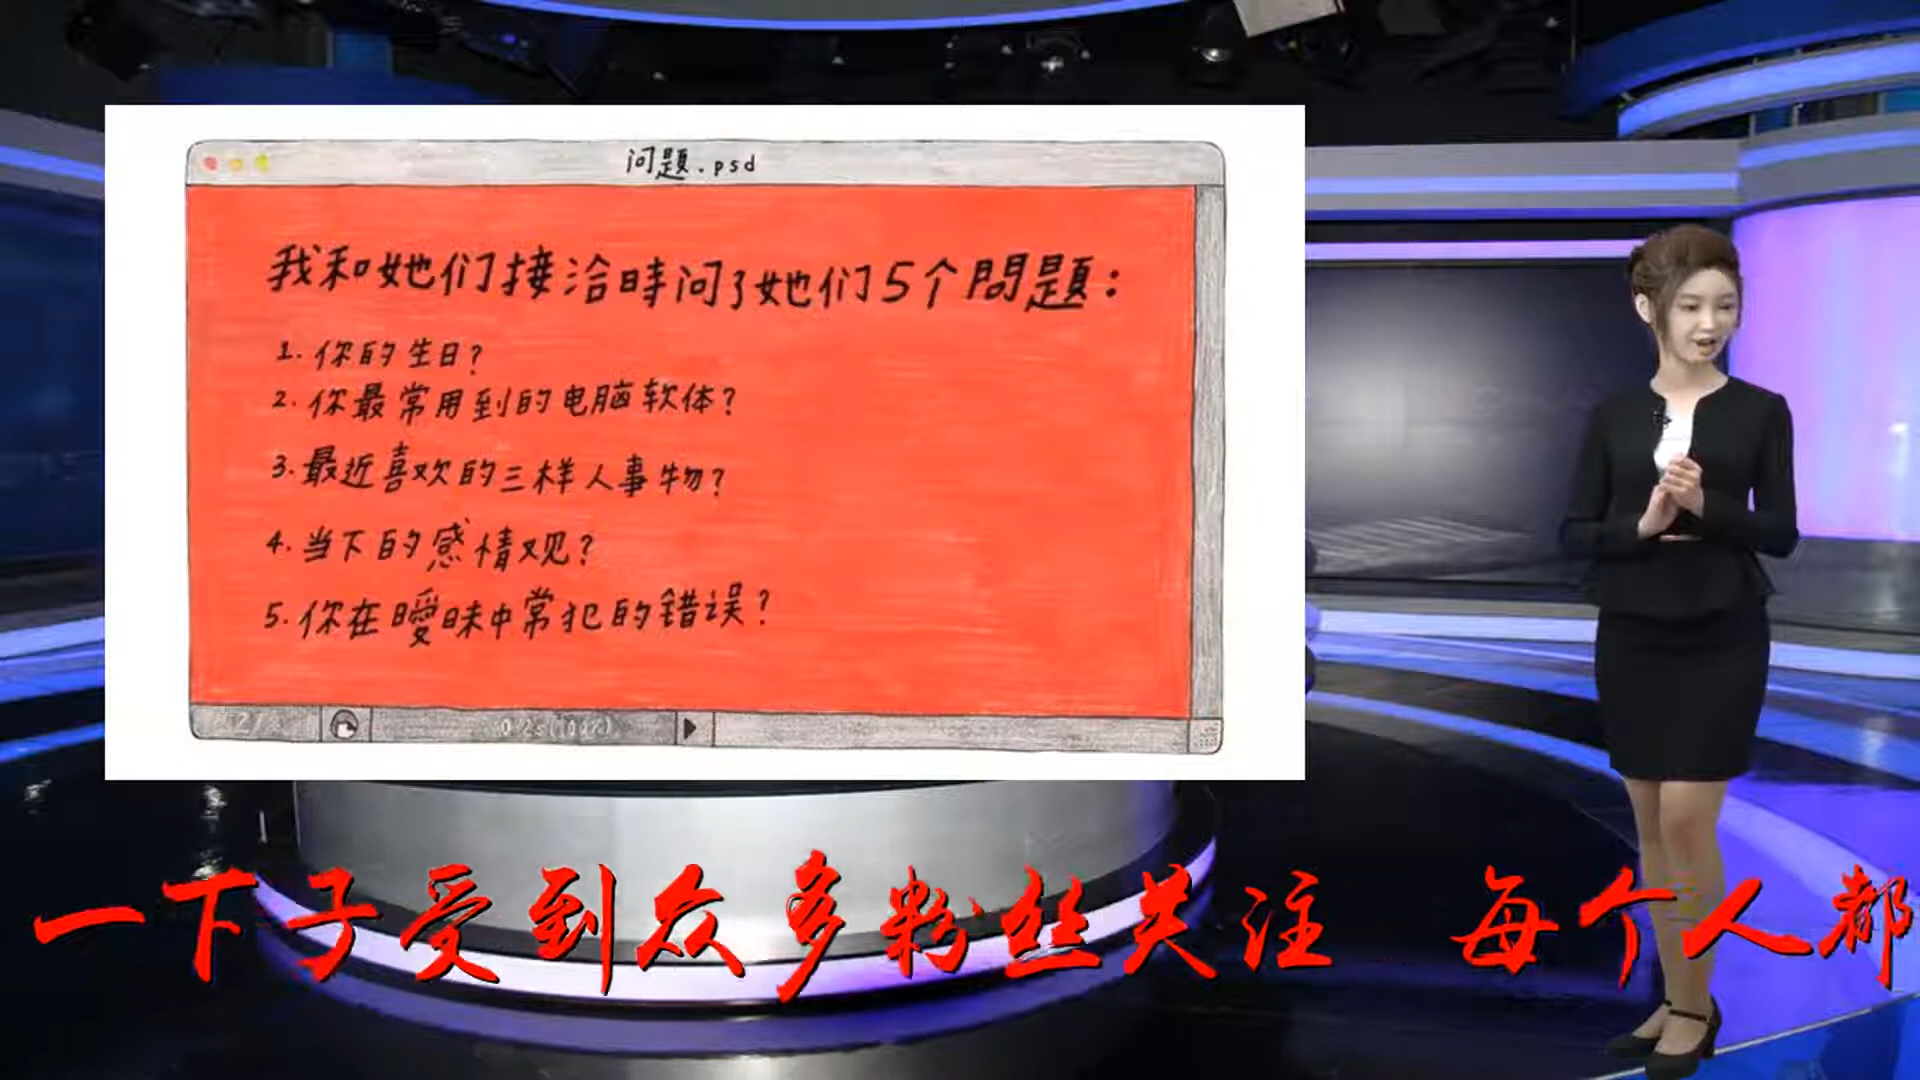 问题.psd
我和她们接洽時问了她们5个問題：
1. 你的生日？
2. 你最常用到的电脑软体？
3. 最近喜欢的三样人事物？
4. 当下的感情观？
5. 你在曖昧中常犯的错误？
一下子受到众多粉丝关注 每个人都